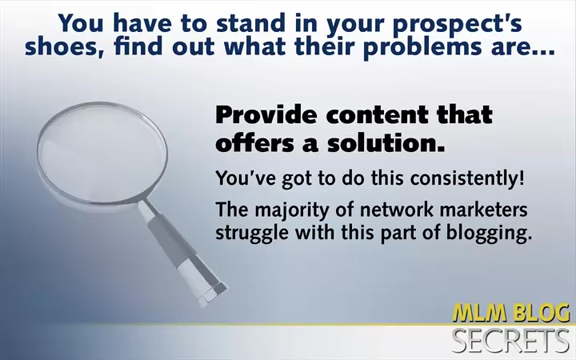 You have to stand in your prospect's
shoes, find out what their problems are...
Provide content that
offers a solution.
You've got to do this consistently!
The majority of network marketers
struggle with this part of blogging.
MLM BLOG
SECRETS